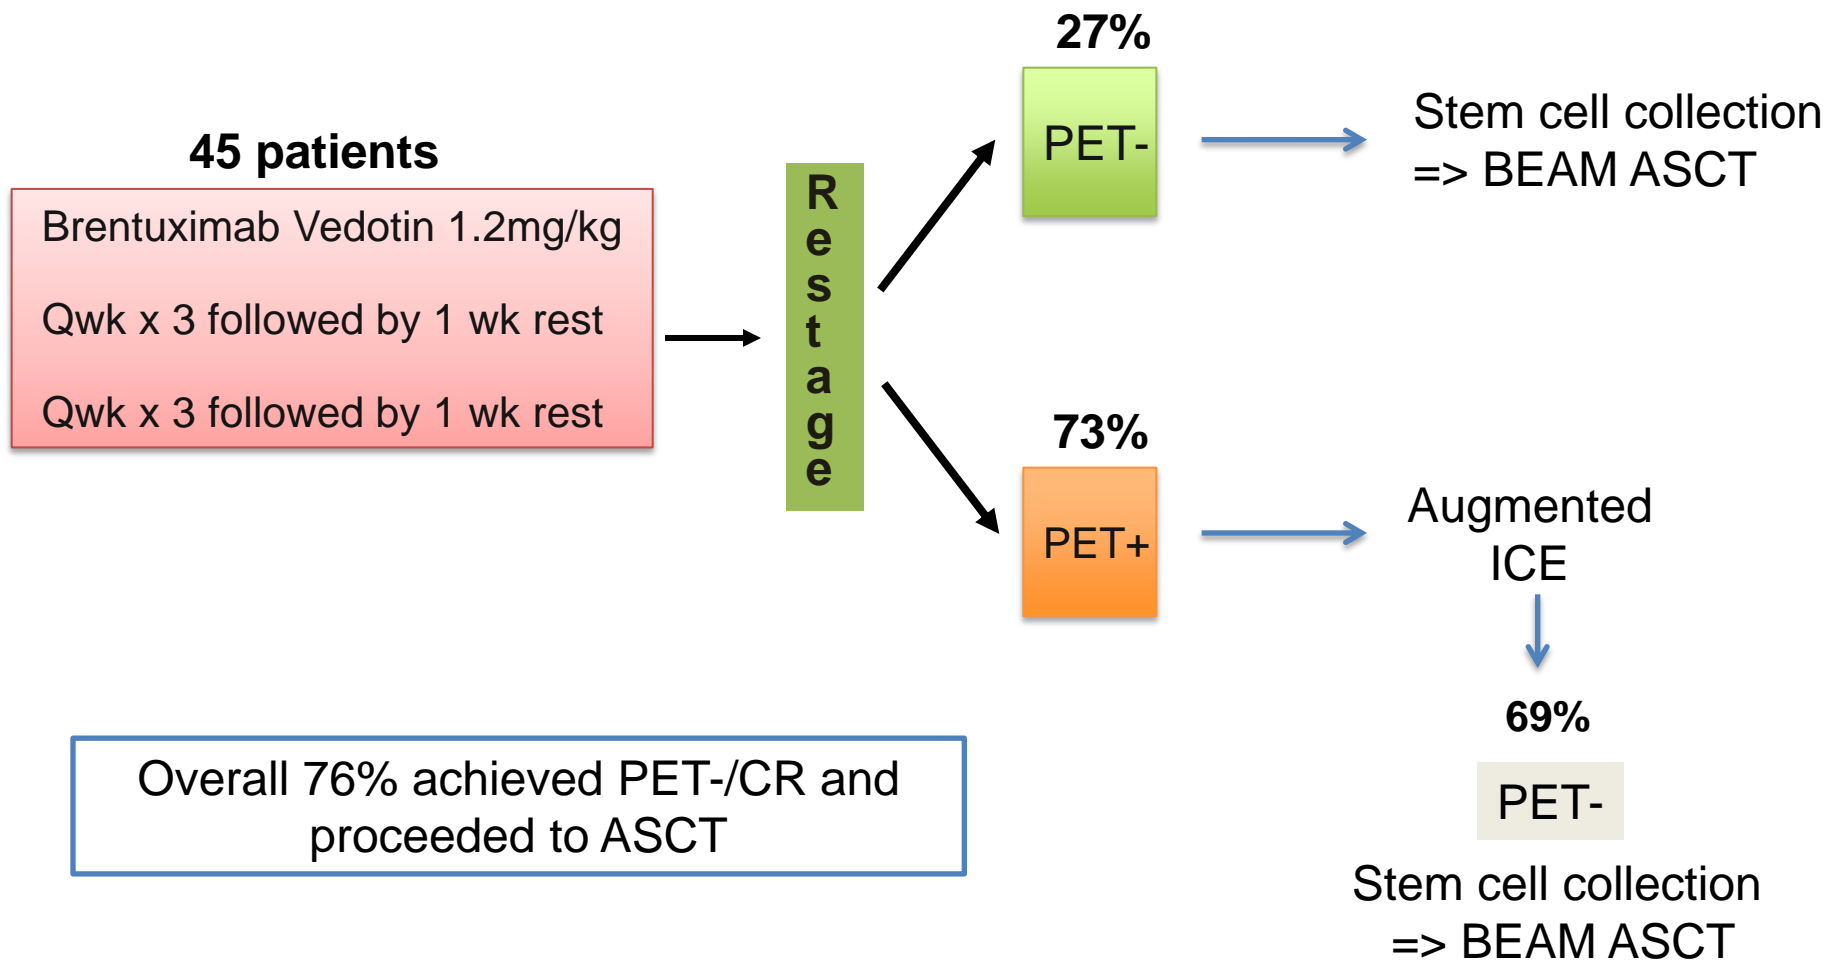 45 patients
Brentuximab Vedotin 1.2mg/kg
Qwk x 3 followed by 1 wk rest
Qwk x 3 followed by 1 wk rest
Restage
27%
PET-
Stem cell collection
=> BEAM ASCT
73%
PET+
Augmented
ICE
69%
PET-
Stem cell collection
=> BEAM ASCT
Overall 76% achieved PET-/CR and
proceeded to ASCT